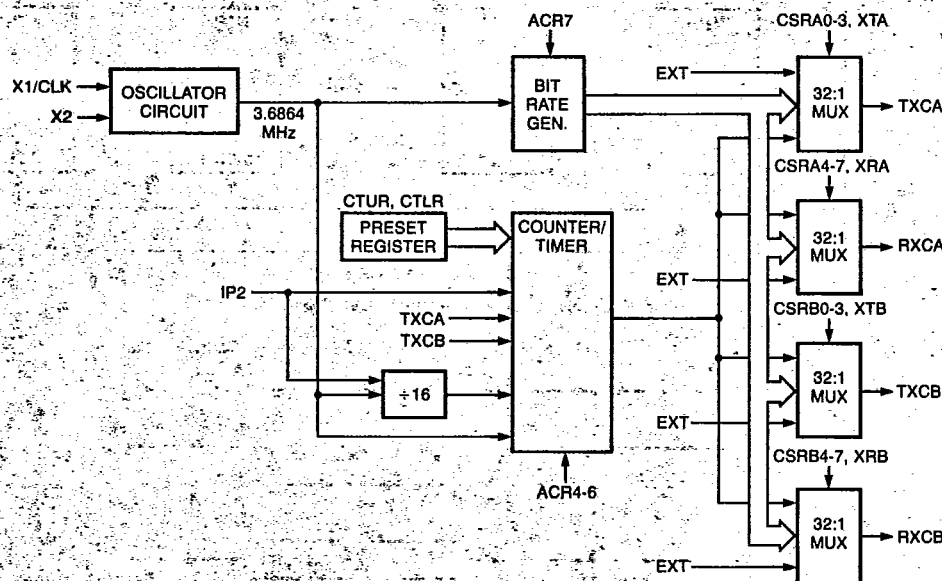 ACR7
CSRA0-3, XTA
X1/CLK
X2
OSCILLATOR
CIRCUIT
3.6864
MHz
BIT
RATE
GEN.
EXT
32:1
MUX
TXCA
CSRA4-7, XRA
CTUR, CTLR
PRESET
REGISTER
COUNTER/
TIMER
32:1
MUX
RXCA
EXT
IP2
TXCA
TXCB
CSRB0-3, XTB
÷16
32:1
MUX
TXCB
EXT
CSRB4-7, XRB
ACR4-6
32:1
MUX
RXCB
EXT